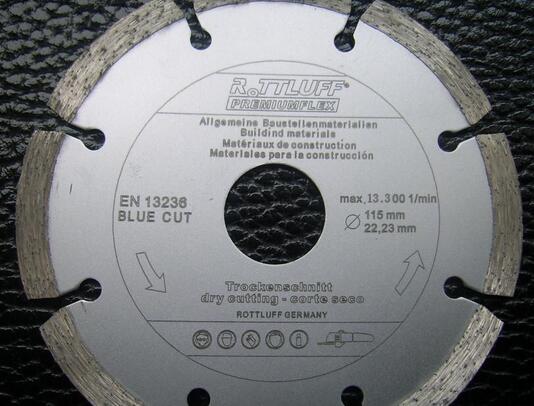 R.TTLUFF®
PREMIUMFLEX
Allgemeine Baustellenmaterialien
Buildind materials
Matériaux de construction
Materiales para la construcción
EN 13236
BLUE CUT
max. 13.300 1/min
115 mm
22,23 mm
Trockenschnitt
dry cutting - corte seco
ROTTLUFF GERMANY